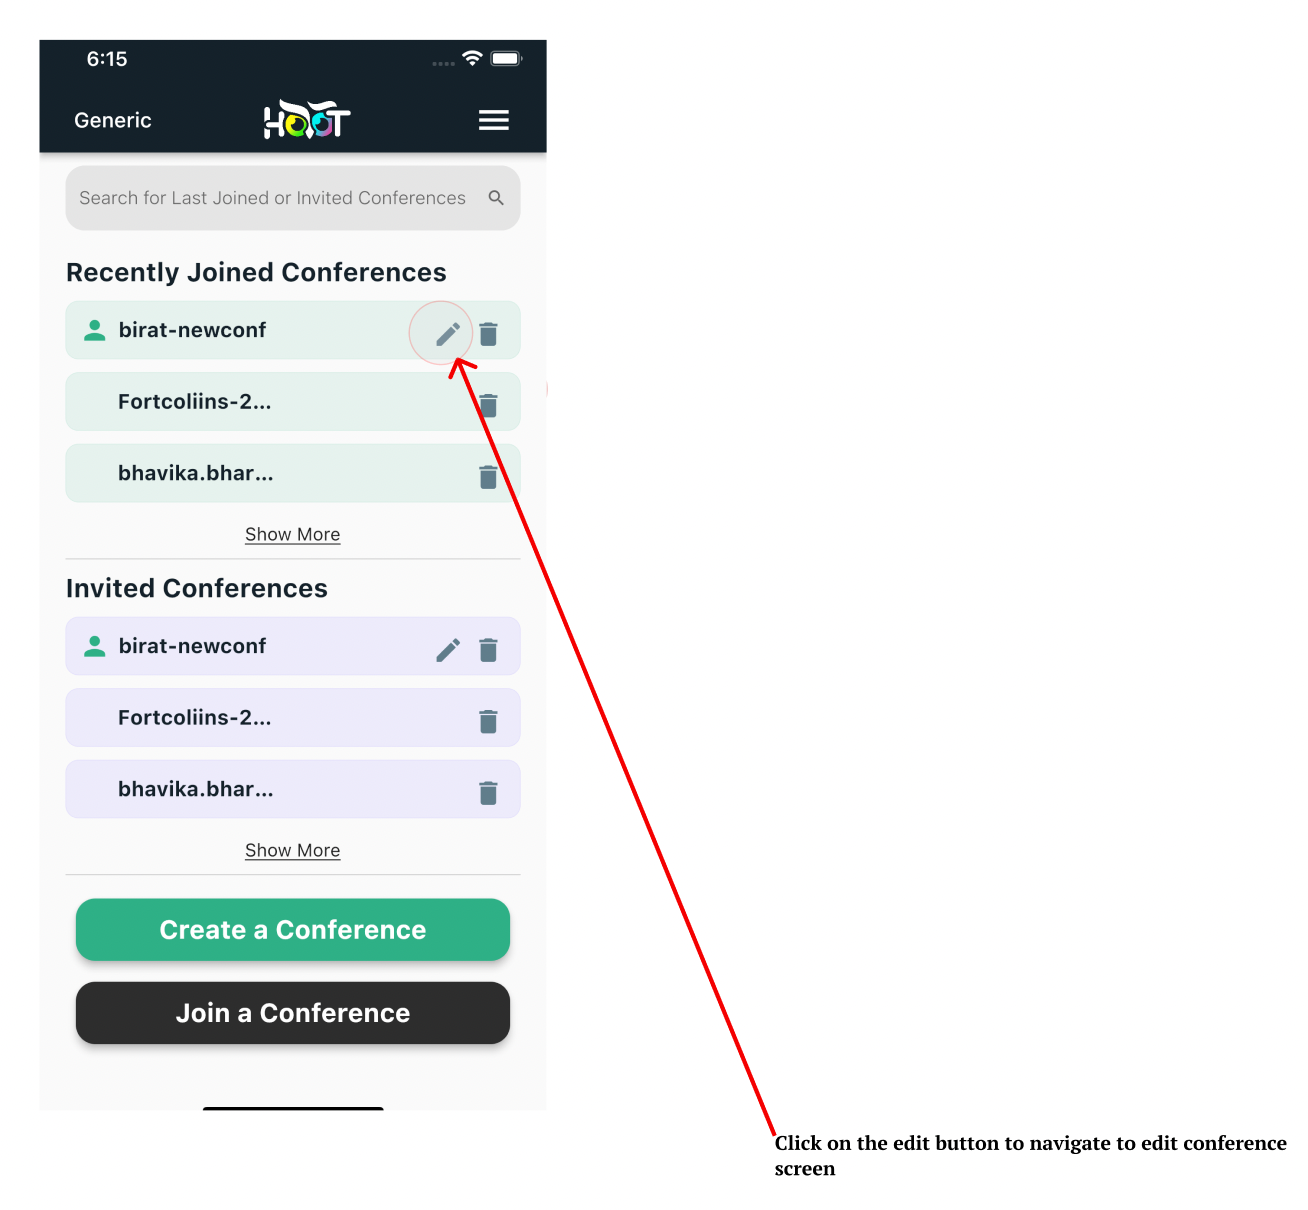 6:15
Generic
HOOT
Search for Last Joined or Invited Conferences
Recently Joined Conferences
birat-newconf
Fortcoliins-2...
bhavika.bhar...
Show More
Invited Conferences
birat-newconf
Fortcoliins-2...
bhavika.bhar...
Show More
Create a Conference
Join a Conference
Click on the edit button to navigate to edit conference
screen